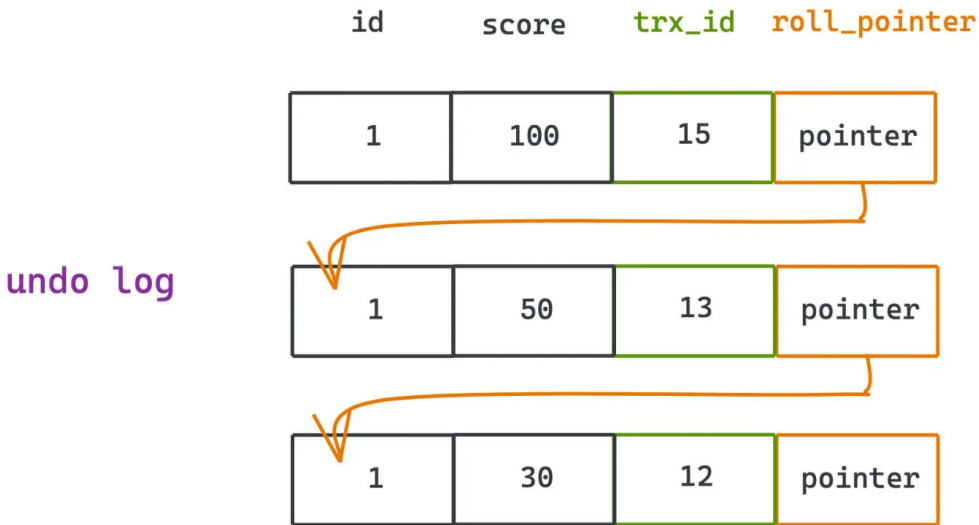 id score trx_id roll_pointer
1 100 15 pointer
undo log
1 50 13 pointer
1 30 12 pointer